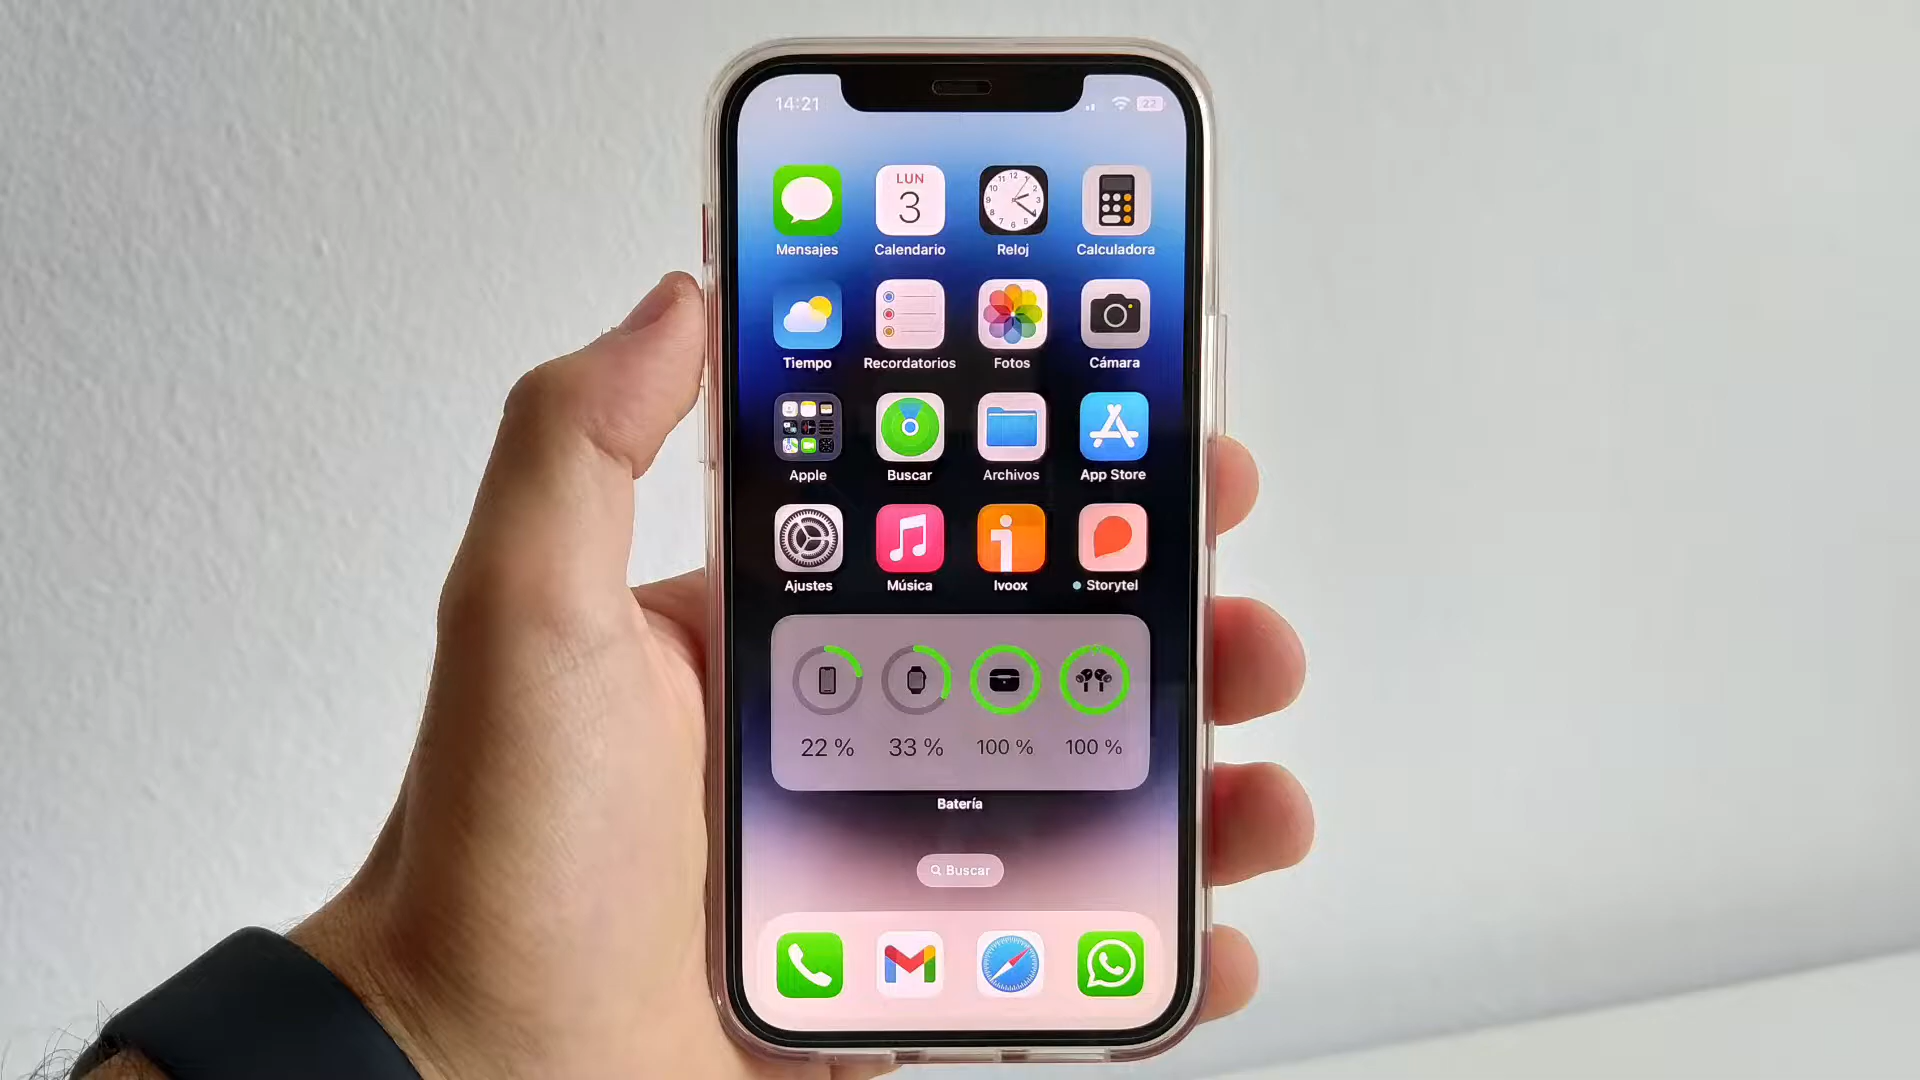 14:21
22
LUN
3
Mensajes
Calendario
Reloj
Calculadora
Tiempo
Recordatorios
Fotos
Cámara
Apple
Buscar
Archivos
App Store
Ajustes
Música
Ivoox
Storytel
22 %
33 %
100 %
100 %
Batería
Buscar